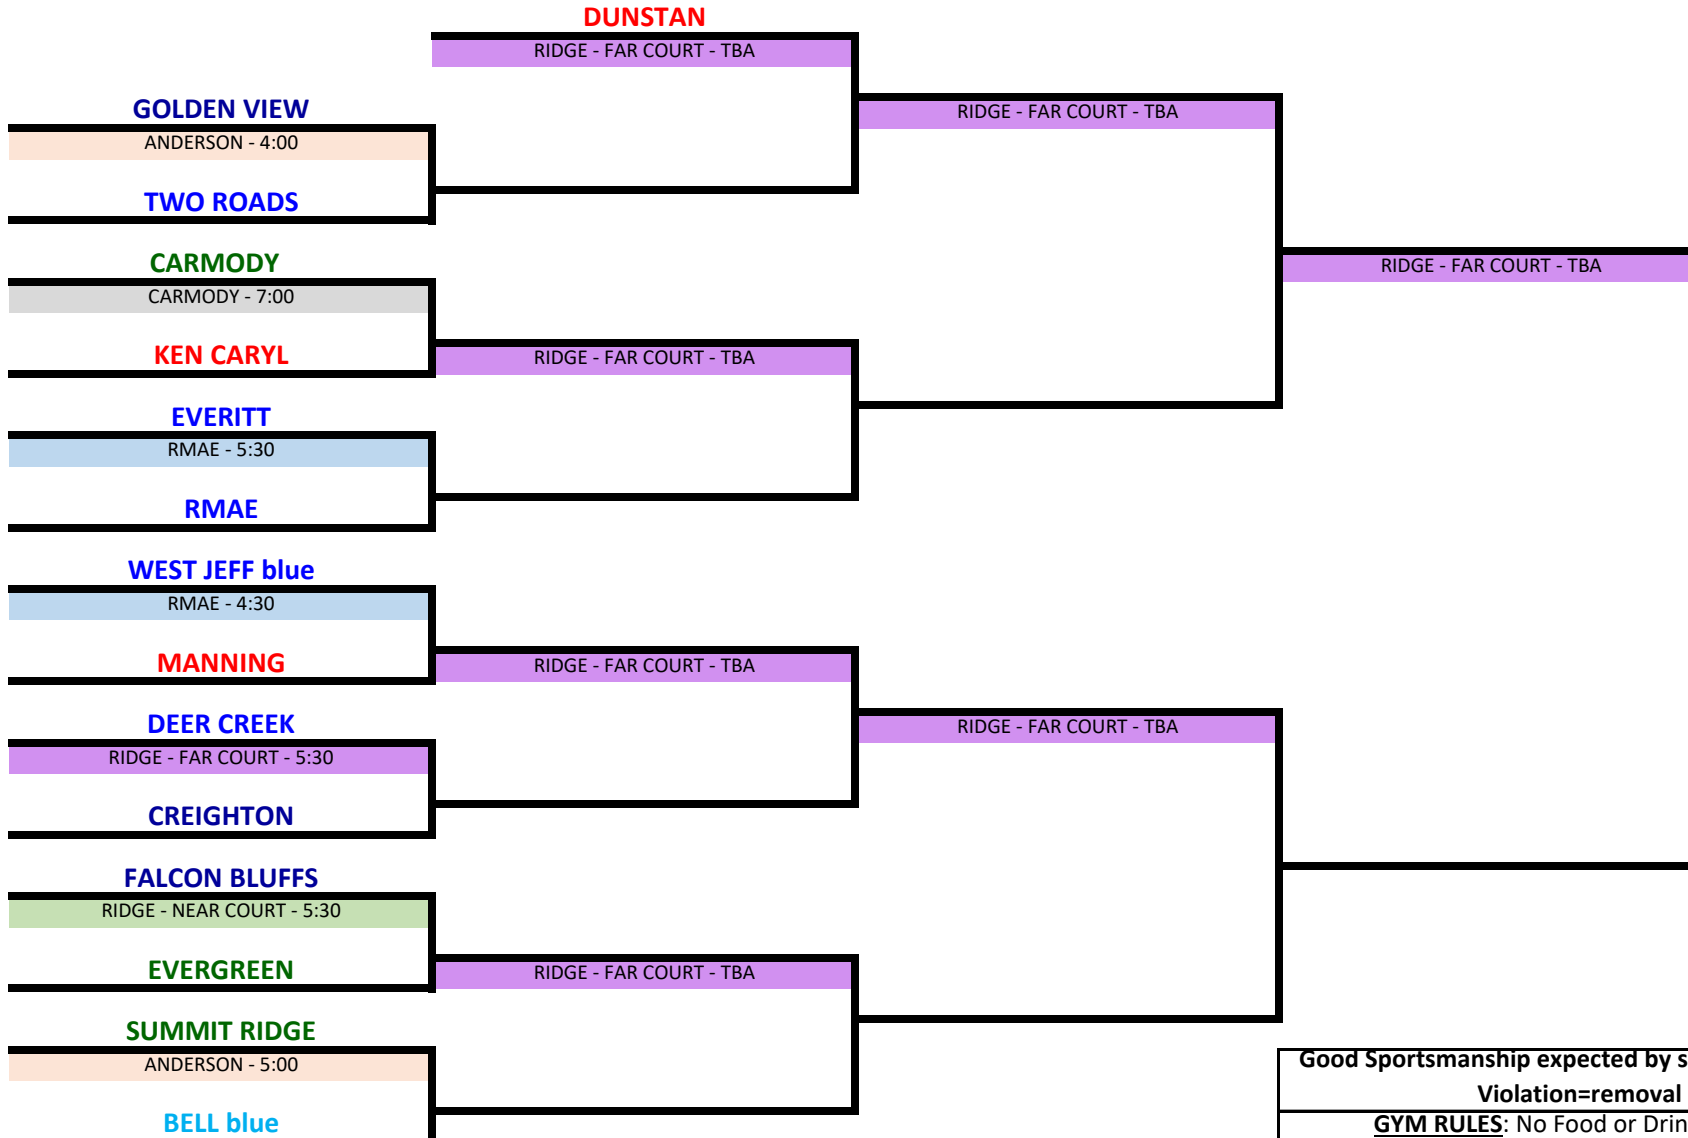 DUNSTAN
RIDGE - FAR COURT - TBA
GOLDEN VIEW
RIDGE - FAR COURT - TBA
ANDERSON - 4:00
TWO ROADS
CARMODY
RIDGE - FAR COURT - TBA
CARMODY - 7:00
KEN CARYL
RIDGE - FAR COURT - TBA
EVERITT
RMAE - 5:30
RMAE
WEST JEFF blue
RMAE - 4:30
MANNING
RIDGE - FAR COURT - TBA
DEER CREEK
RIDGE - FAR COURT - TBA
RIDGE - FAR COURT - 5:30
CREIGHTON
FALCON BLUFFS
RIDGE - NEAR COURT - 5:30
EVERGREEN
RIDGE - FAR COURT - TBA
SUMMIT RIDGE
ANDERSON - 5:00
BELL blue
Good Sportsmanship expected by s
Violation=removal
GYM RULES: No Food or Drin